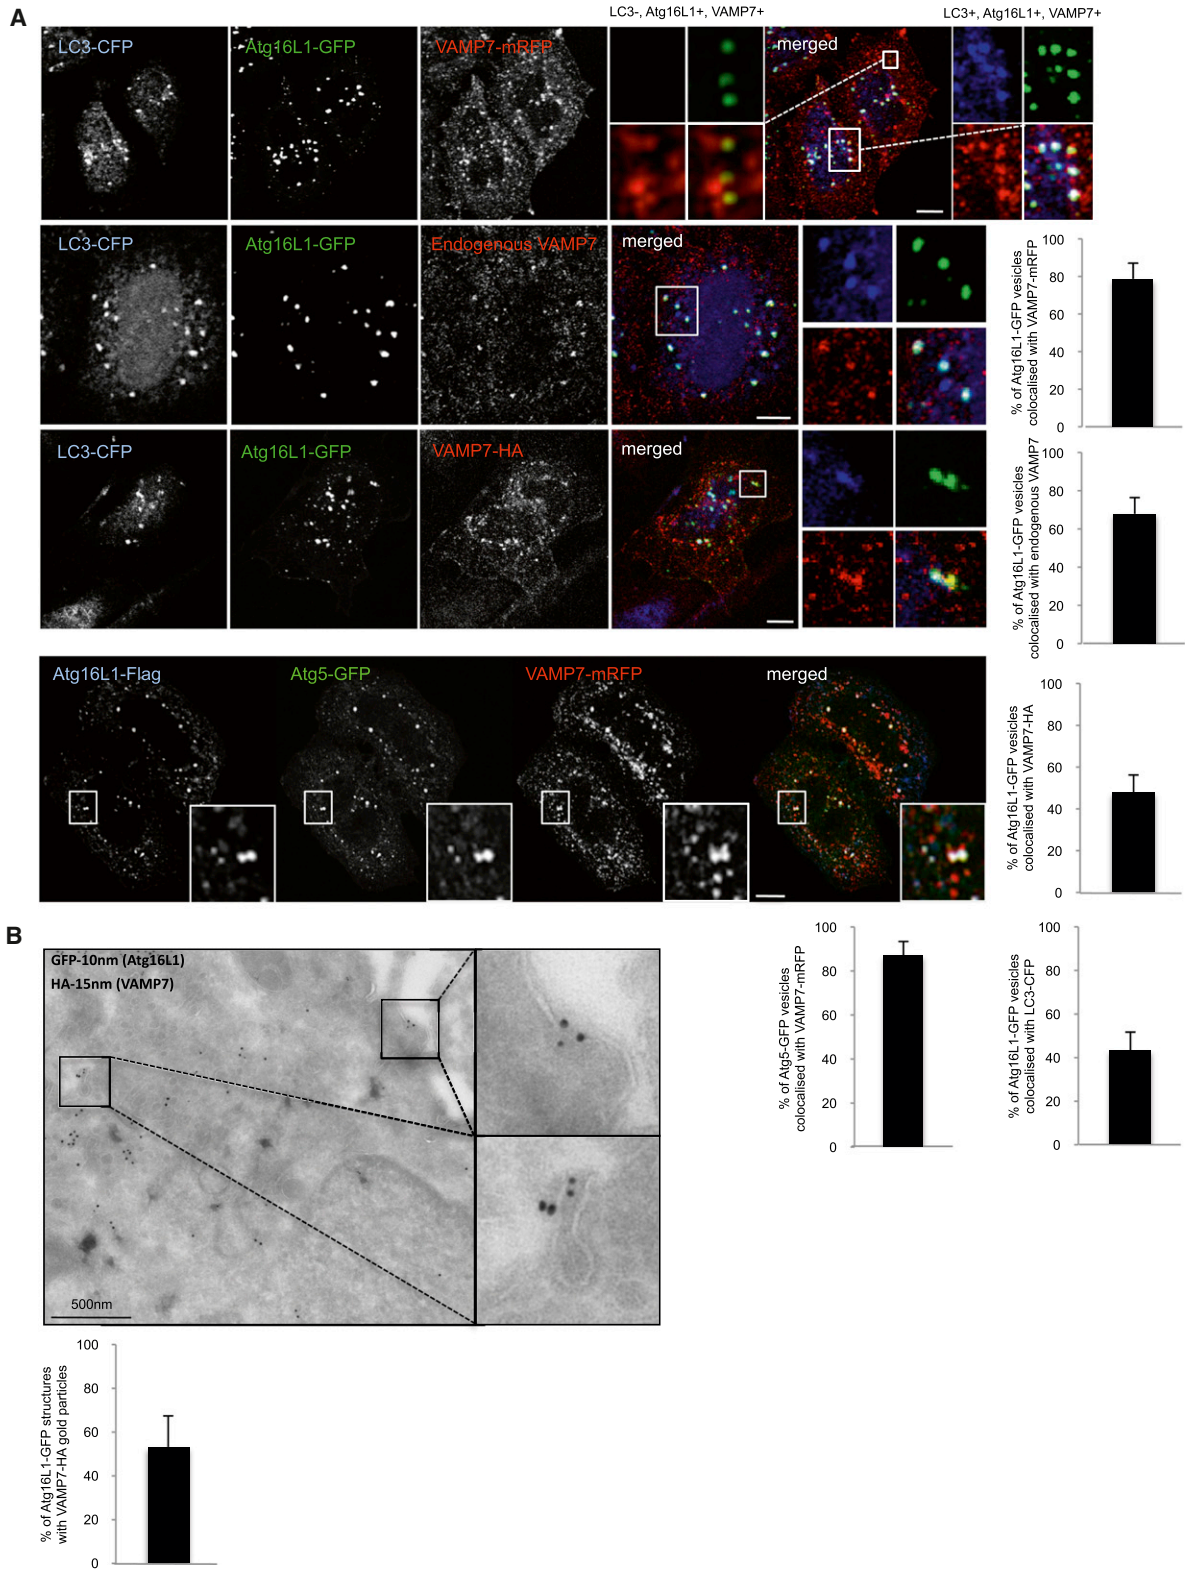 A
LC3-, Atg16L1+, VAMP7+
LC3+, Atg16L1+, VAMP7+
LC3-CFP
Atg16L1-GFP
VAMP7-mRFP
merged
LC3-CFP
Atg16L1-GFP
Endogenous VAMP7
merged
% of Atg16L1-GFP vesicles
colocalised with VAMP7-mRFP
100
80
60
40
20
0
LC3-CFP
Atg16L1-GFP
VAMP7-HA
merged
% of Atg16L1-GFP vesicles
colocalised with endogenous VAMP7
100
80
60
40
20
0
Atg16L1-Flag
Atg5-GFP
VAMP7-mRFP
merged
% of Atg16L1-GFP vesicles
colocalised with VAMP7-HA
100
80
60
40
20
0
B
GFP-10nm (Atg16L1)
HA-15nm (VAMP7)
500nm
% of Atg5-GFP vesicles
colocalised with VAMP7-mRFP
100
80
60
40
20
0
% of Atg16L1-GFP vesicles
colocalised with LC3-CFP
100
80
60
40
20
0
% of Atg16L1-GFP structures
with VAMP7-HA gold particles
100
80
60
40
20
0